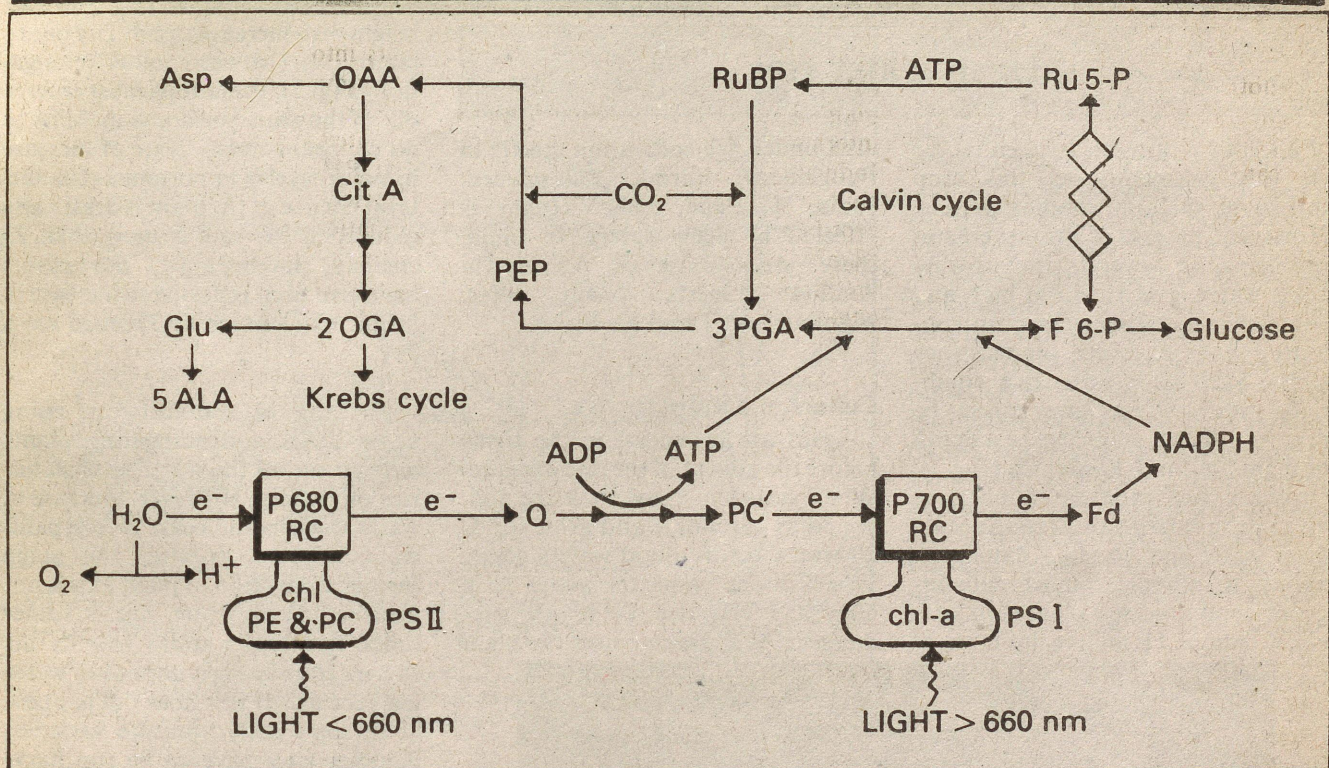 Asp OAA RuBP ATP Ru 5-P
Cit A CO₂ Calvin cycle
PEP
Glu 2 OGA 3 PGA F 6-P Glucose
5 ALA Krebs cycle
ADP ATP NADPH
H₂O e⁻ P 680 e⁻ Q PC′ e⁻ P 700 e⁻ Fd
RC RC
O₂ H⁺
chl
PE & PC PS II chl-a PS I
LIGHT < 660 nm LIGHT > 660 nm